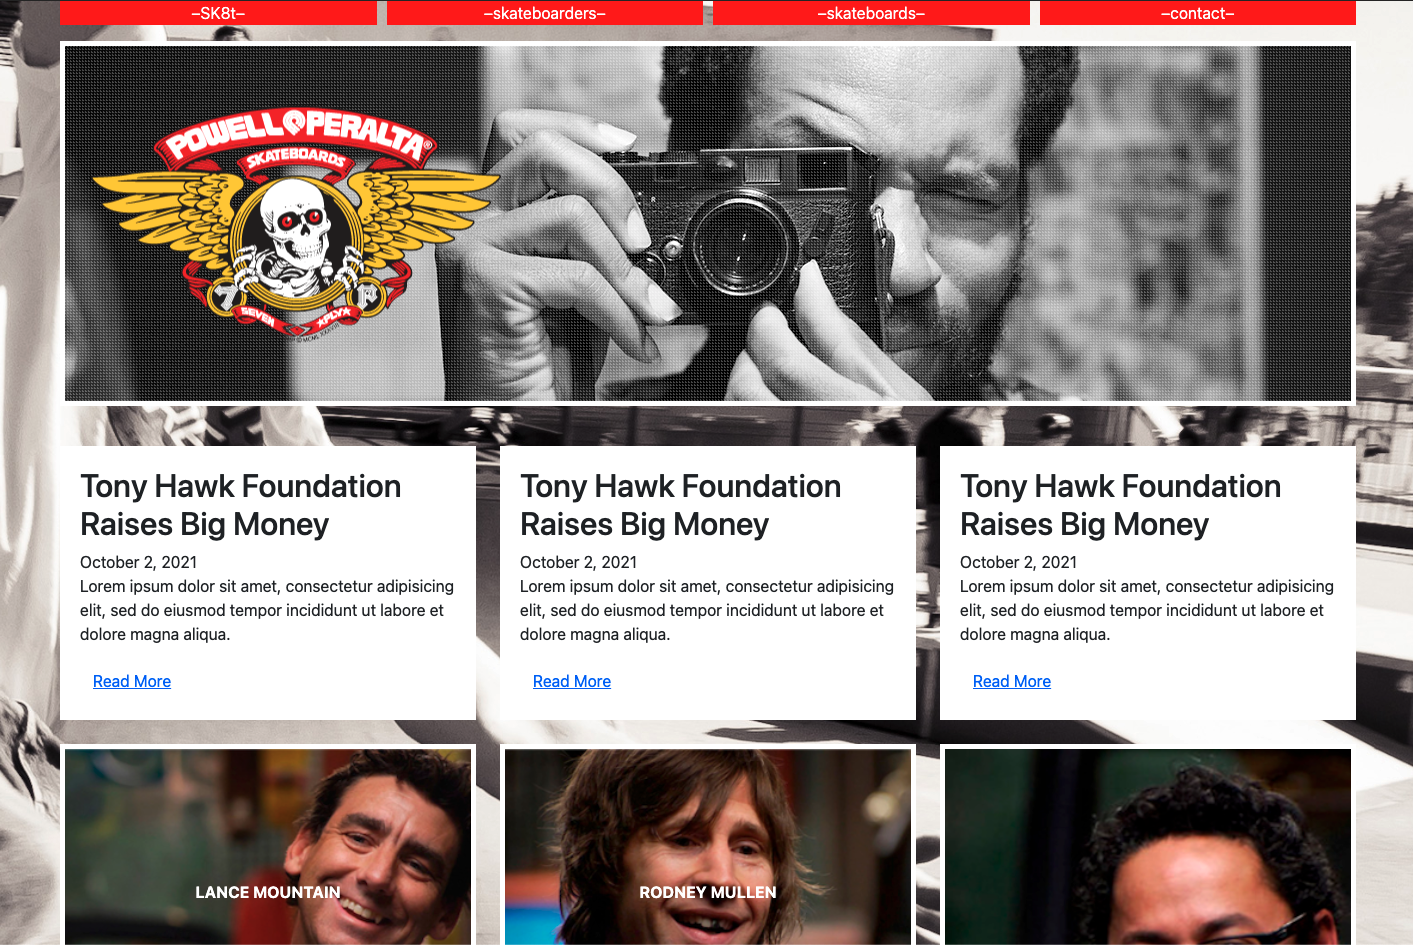 –SK8t–
–skateboarders–
–skateboards–
–contact–
POWELL PERALTA®
SKATEBOARDS
SEVEN PLY
Tony Hawk Foundation
Raises Big Money
October 2, 2021
Lorem ipsum dolor sit amet, consectetur adipisicing
elit, sed do eiusmod tempor incididunt ut labore et
dolore magna aliqua.
Read More
Tony Hawk Foundation
Raises Big Money
October 2, 2021
Lorem ipsum dolor sit amet, consectetur adipisicing
elit, sed do eiusmod tempor incididunt ut labore et
dolore magna aliqua.
Read More
Tony Hawk Foundation
Raises Big Money
October 2, 2021
Lorem ipsum dolor sit amet, consectetur adipisicing
elit, sed do eiusmod tempor incididunt ut labore et
dolore magna aliqua.
Read More
LANCE MOUNTAIN
RODNEY MULLEN